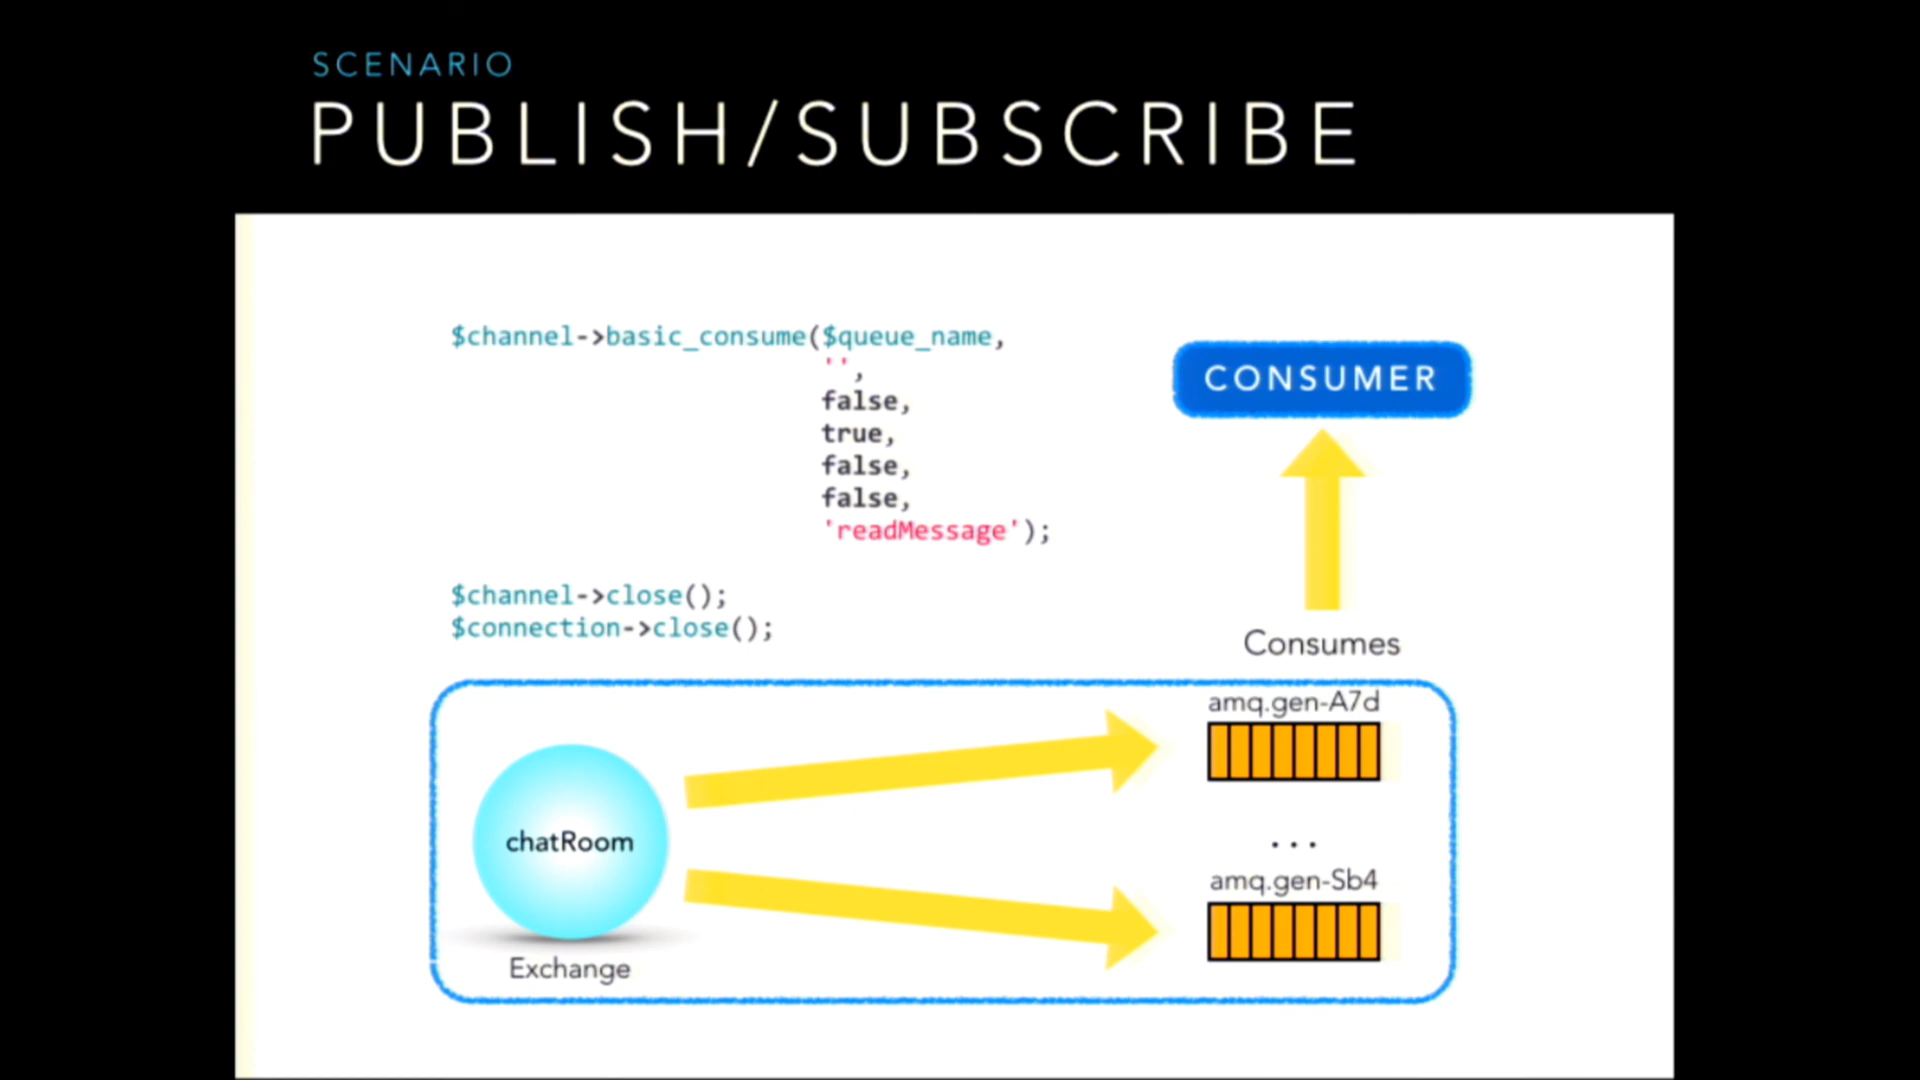 SCENARIO
PUBLISH/SUBSCRIBE
$channel->basic_consume($queue_name,
'',
false,
true,
false,
false,
'readMessage');
$channel->close();
$connection->close();
CONSUMER
Consumes
amq.gen-A7d
chatRoom
...
amq.gen-Sb4
Exchange